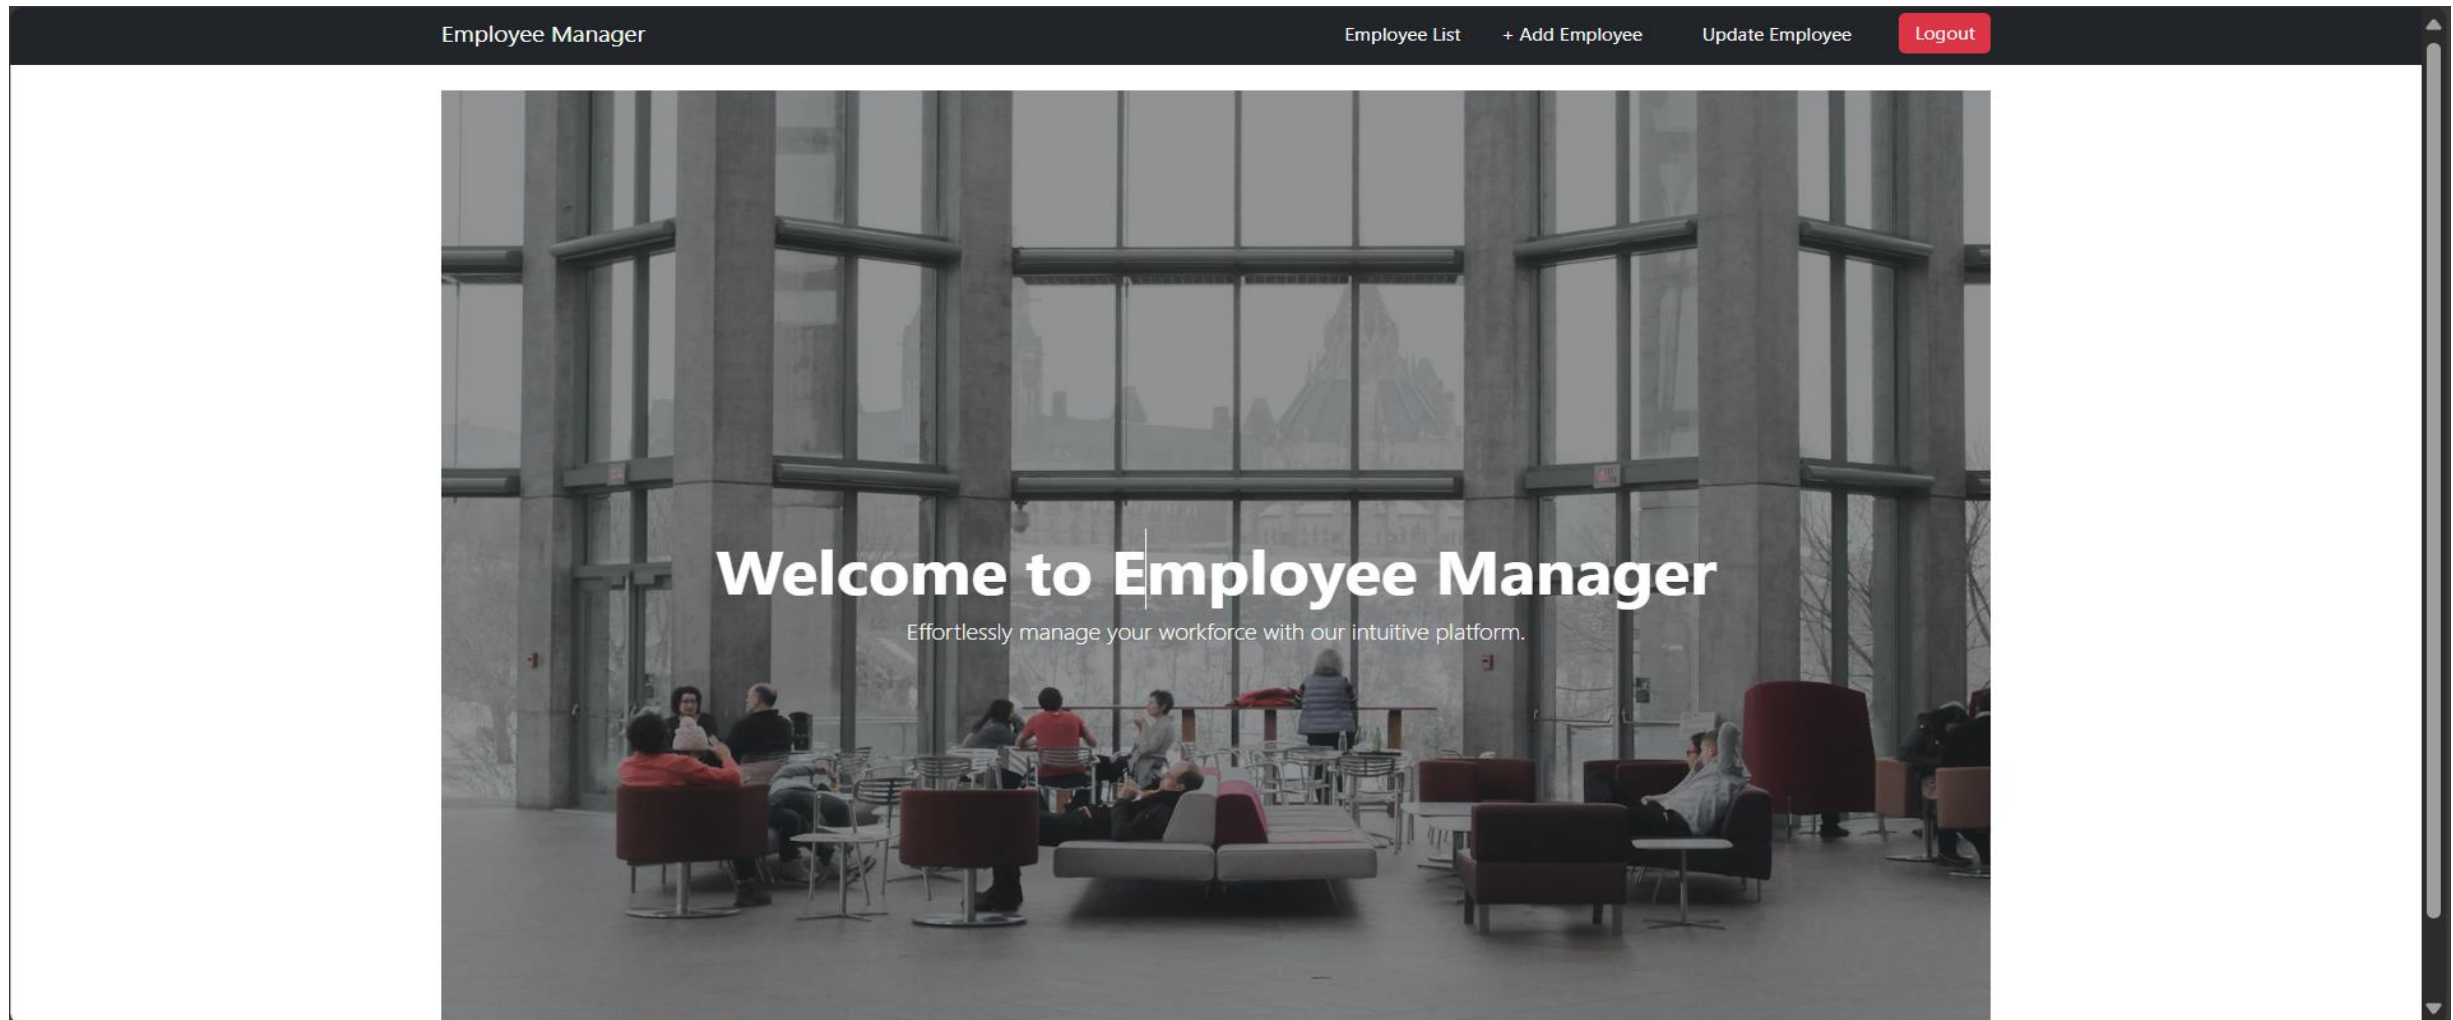 Employee Manager
Employee List + Add Employee Update Employee Logout
Welcome to Employee Manager
Effortlessly manage your workforce with our intuitive platform.